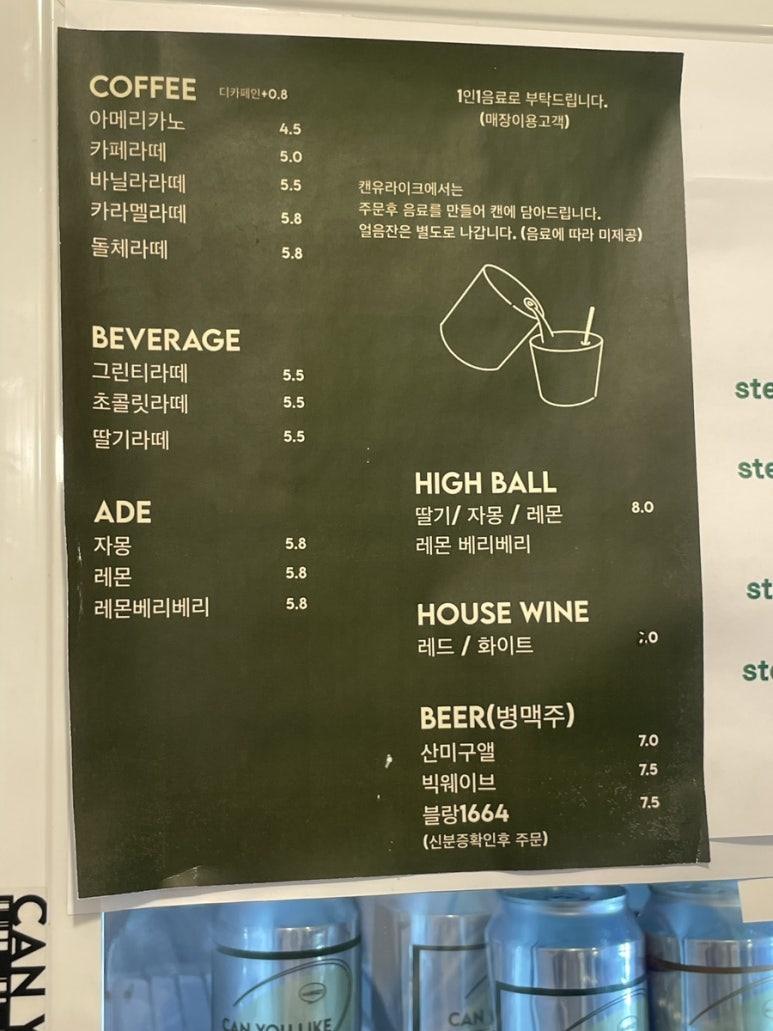 COFFEE 디카페인+0.8
아메리카노 4.5
카페라떼 5.0
바닐라라떼 5.5
카라멜라떼 5.8
돌체라떼 5.8
BEVERAGE
그린티라떼 5.5
초콜릿라떼 5.5
딸기라떼 5.5
ADE
자몽 5.8
레몬 5.8
레몬베리베리 5.8
1인1음료로 부탁드립니다.
(매장이용고객)
캔유라이크에서는
주문후 음료를 만들어 캔에 담아드립니다.
얼음잔은 별도로 나갑니다. (음료에 따라 미제공)
HIGH BALL
딸기/ 자몽 / 레몬 8.0
레몬 베리베리
HOUSE WINE
레드 / 화이트
BEER(병맥주)
산미구앨 7.0
빅웨이브 7.5
블랑1664 7.5
(신분증확인후 주문)
ste
ste
st
ste
CAN Y
CAN YOU LIKE
CAN